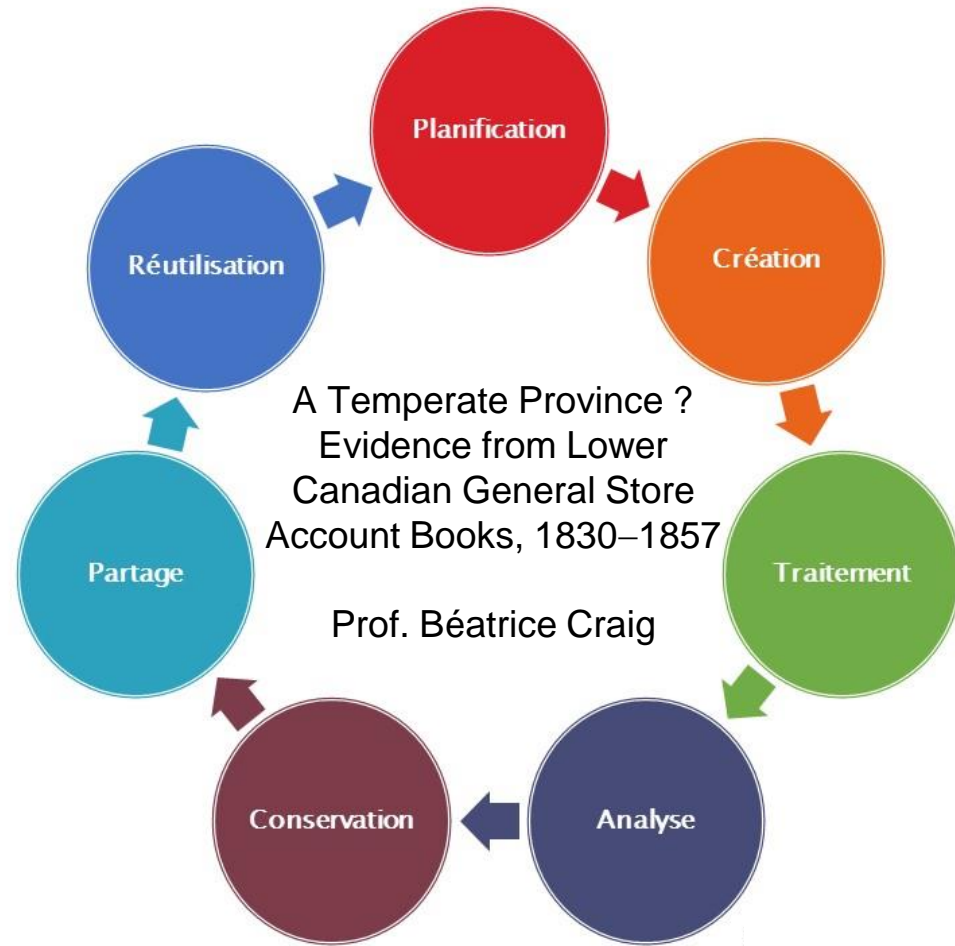 Planification
Création
Réutilisation
A Temperate Province ?
Evidence from Lower
Canadian General Store
Account Books, 1830–1857
Prof. Béatrice Craig
Partage
Traitement
Conservation
Analyse